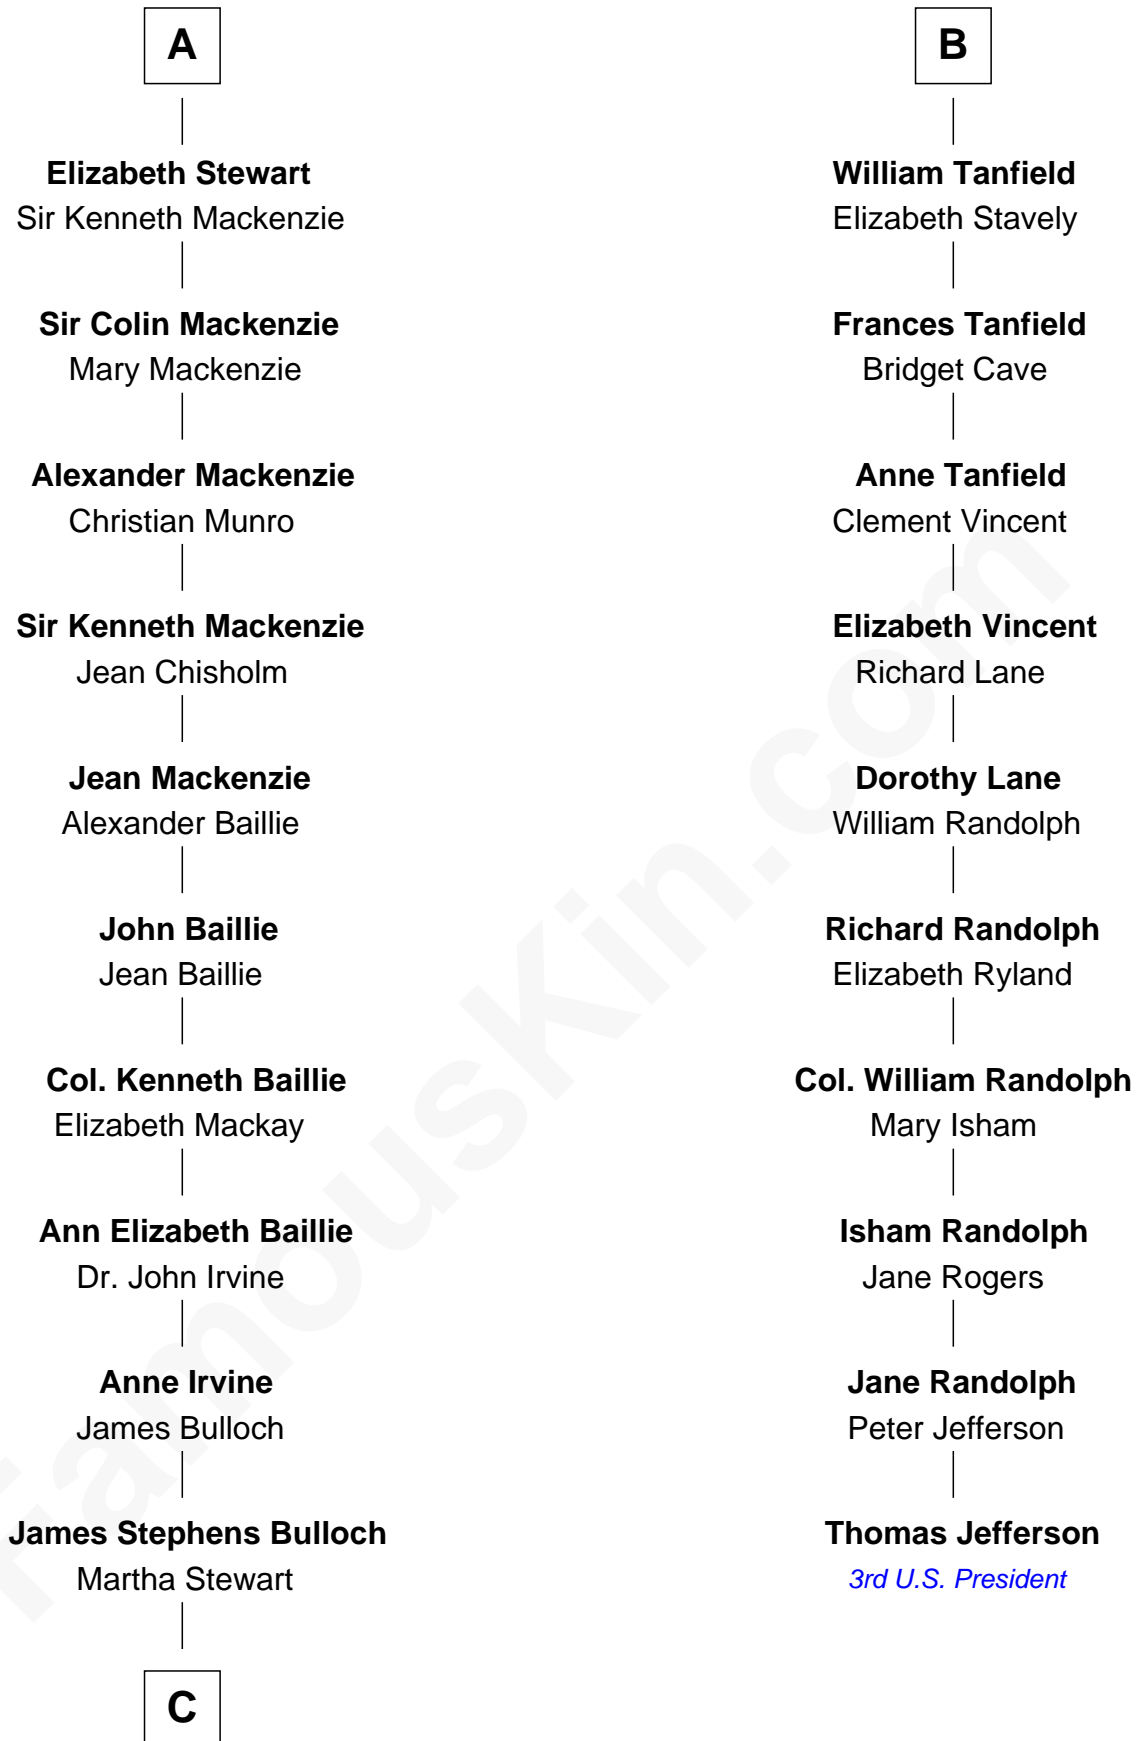 A
Elizabeth Stewart
Sir Kenneth Mackenzie
Sir Colin Mackenzie
Mary Mackenzie
Alexander Mackenzie
Christian Munro
Sir Kenneth Mackenzie
Jean Chisholm
Jean Mackenzie
Alexander Baillie
John Baillie
Jean Baillie
Col. Kenneth Baillie
Elizabeth Mackay
Ann Elizabeth Baillie
Dr. John Irvine
Anne Irvine
James Bulloch
James Stephens Bulloch
Martha Stewart
C
B
William Tanfield
Elizabeth Stavely
Frances Tanfield
Bridget Cave
Anne Tanfield
Clement Vincent
Elizabeth Vincent
Richard Lane
Dorothy Lane
William Randolph
Richard Randolph
Elizabeth Ryland
Col. William Randolph
Mary Isham
Isham Randolph
Jane Rogers
Jane Randolph
Peter Jefferson
Thomas Jefferson
3rd U.S. President
FamousKin.com